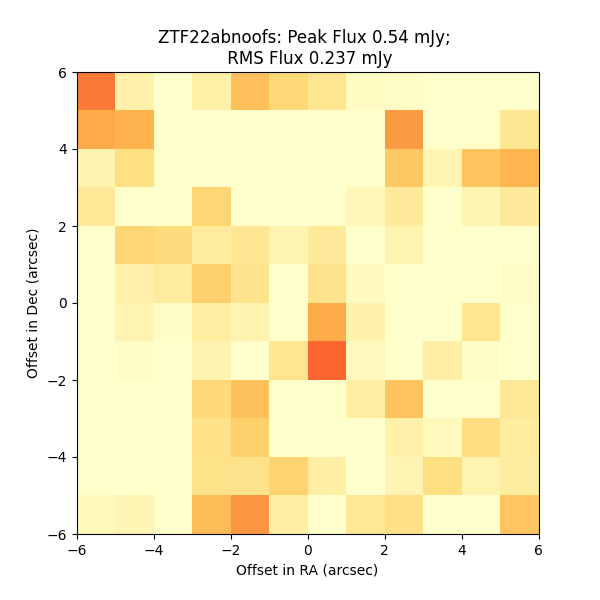 ZTF22abnoofs: Peak Flux 0.54 mJy;
RMS Flux 0.237 mJy
6
4
2
0
−2
−4
−6
Offset in Dec (arcsec)
−6 −4 −2 0 2 4 6
Offset in RA (arcsec)